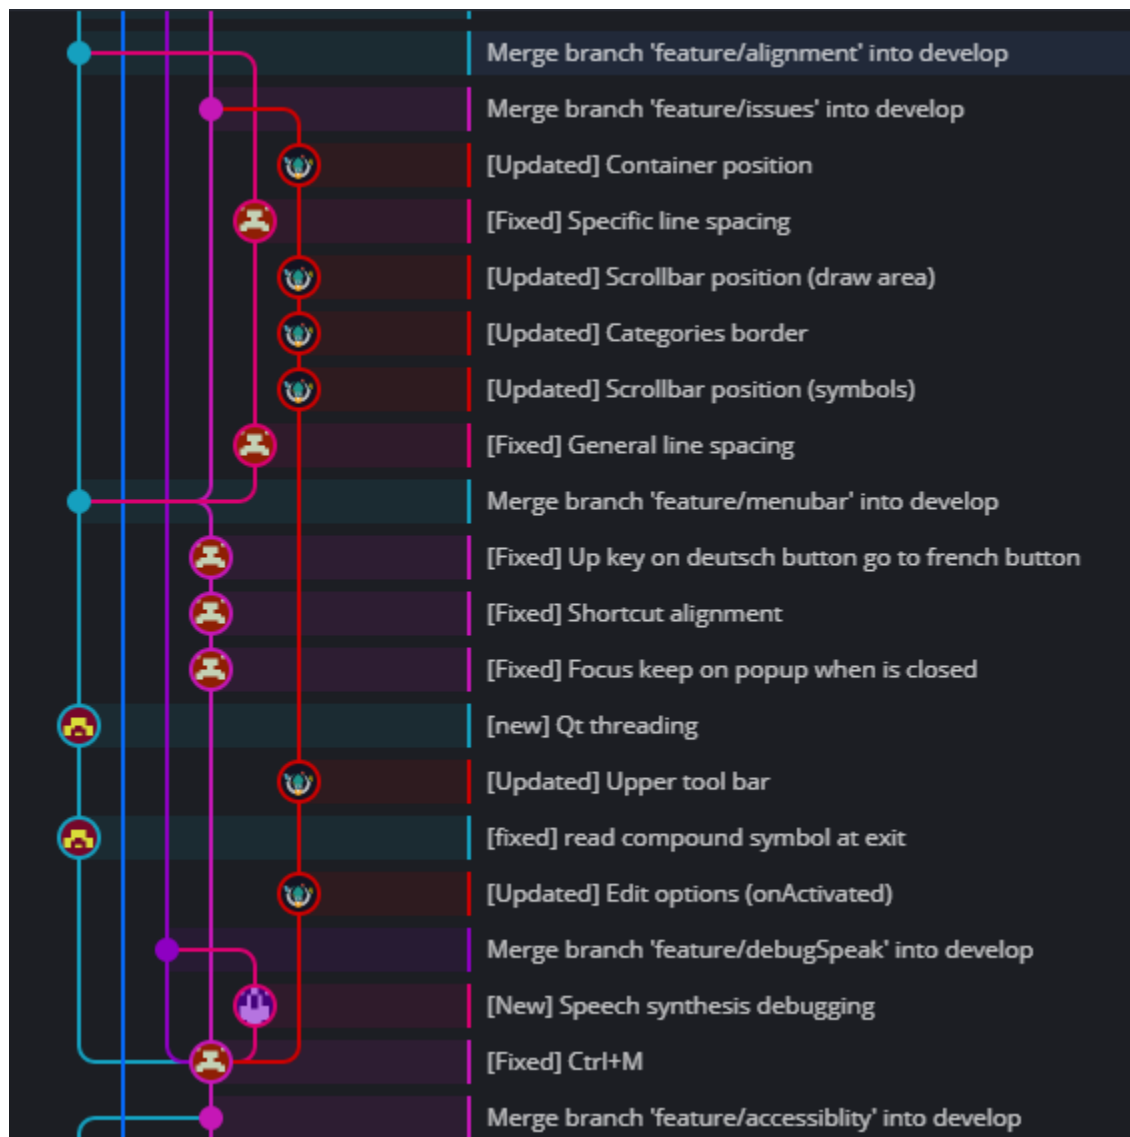 Merge branch 'feature/alignment' into develop
Merge branch 'feature/issues' into develop
[Updated] Container position
[Fixed] Specific line spacing
[Updated] Scrollbar position (draw area)
[Updated] Categories border
[Updated] Scrollbar position (symbols)
[Fixed] General line spacing
Merge branch 'feature/menubar' into develop
[Fixed] Up key on deutsch button go to french button
[Fixed] Shortcut alignment
[Fixed] Focus keep on popup when is closed
[new] Qt threading
[Updated] Upper tool bar
[fixed] read compound symbol at exit
[Updated] Edit options (onActivated)
Merge branch 'feature/debugSpeak' into develop
[New] Speech synthesis debugging
[Fixed] Ctrl+M
Merge branch 'feature/accessiblity' into develop